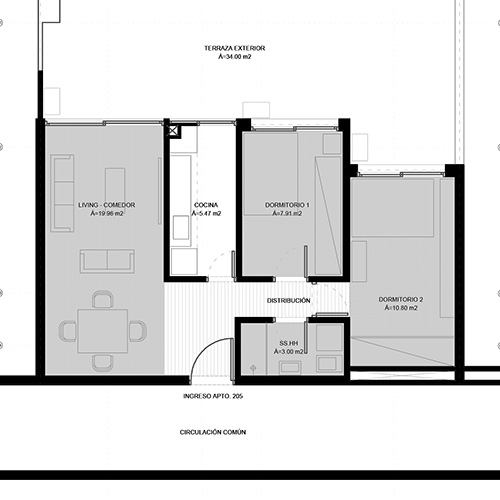 TERRAZA EXTERIOR
Á=34.00 m2
LIVING - COMEDOR
Á=19.96 m2
COCINA
Á=5.47 m2
DORMITORIO 1
Á=7.91 m2
DISTRIBUCIÓN
DORMITORIO 2
Á=10.80 m2
SS.HH
Á=3.00 m2
INGRESO APTO. 205
CIRCULACIÓN COMÚN